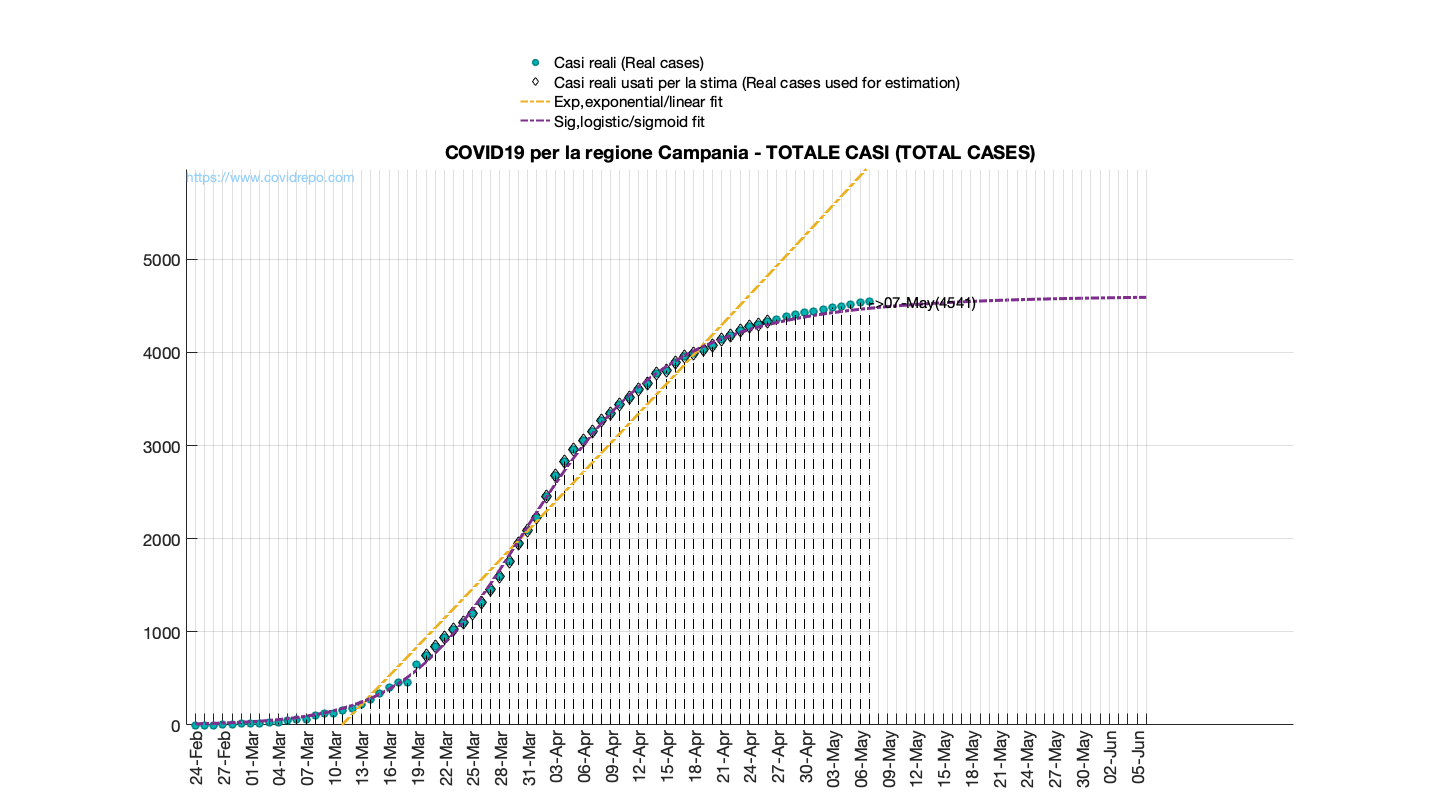 Casi reali (Real cases)
Casi reali usati per la stima (Real cases used for estimation)
Exp,exponential/linear fit
Sig,logistic/sigmoid fit
COVID19 per la regione Campania - TOTALE CASI (TOTAL CASES)
https://www.covidrepo.com
5000
4000
3000
2000
1000
0
->07-May(4541)
24-Feb
27-Feb
01-Mar
04-Mar
07-Mar
10-Mar
13-Mar
16-Mar
19-Mar
22-Mar
25-Mar
28-Mar
31-Mar
03-Apr
06-Apr
09-Apr
12-Apr
15-Apr
18-Apr
21-Apr
24-Apr
27-Apr
30-Apr
03-May
06-May
09-May
12-May
15-May
18-May
21-May
24-May
27-May
30-May
02-Jun
05-Jun